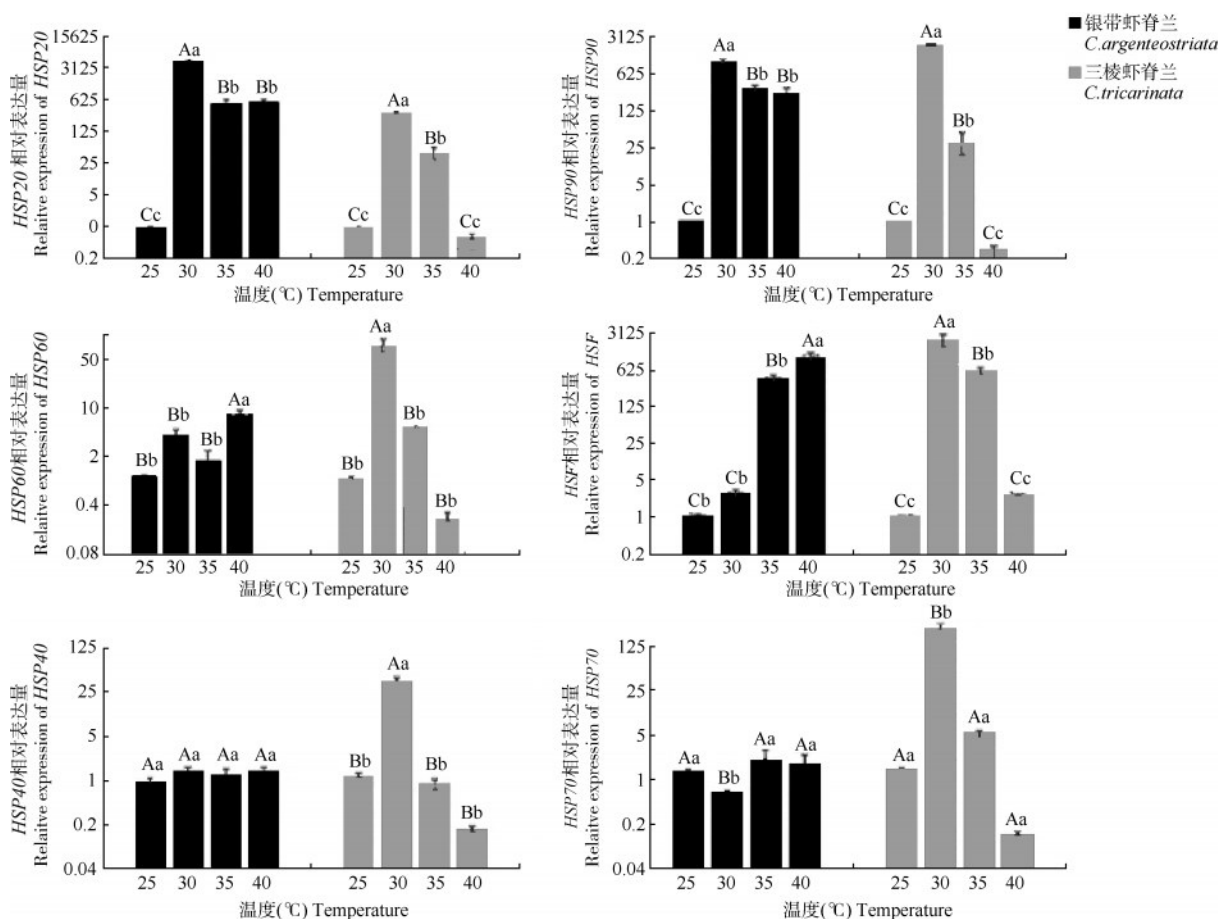 银带虾脊兰
C.argenteostriata
三棱虾脊兰
C.tricarinata
HSP20相对表达量
Relaitve expression of HSP20
15625
3125
625
125
25
5
0
0.2
Cc Aa Bb Bb Cc Aa Bb Cc
25 30 35 40 25 30 35 40
温度(℃) Temperature
HSP90相对表达量
Relaitve expression of HSP90
3125
625
125
25
5
1
0.2
Cc Aa Bb Bb Cc Aa Bb Cc
25 30 35 40 25 30 35 40
温度(℃) Temperature
HSP60相对表达量
Relaitve expression of HSP60
50
10
2
0.4
0.08
Bb Bb Bb Aa Bb Aa Bb Bb
25 30 35 40 25 30 35 40
温度(℃) Temperature
HSF相对表达量
Relaitve expression of HSF
3125
625
125
25
5
1
0.2
Cb Cb Bb Aa Cc Aa Bb Cc
25 30 35 40 25 30 35 40
温度(℃) Temperature
HSP40相对表达量
Relaitve expression of HSP40
125
25
5
1
0.2
0.04
Aa Aa Aa Aa Bb Aa Bb Bb
25 30 35 40 25 30 35 40
温度(℃) Temperature
HSP70相对表达量
Relaitve expression of HSP70
125
25
5
1
0.2
0.04
Aa Bb Aa Aa Aa Bb Aa Aa
25 30 35 40 25 30 35 40
温度(℃) Temperature